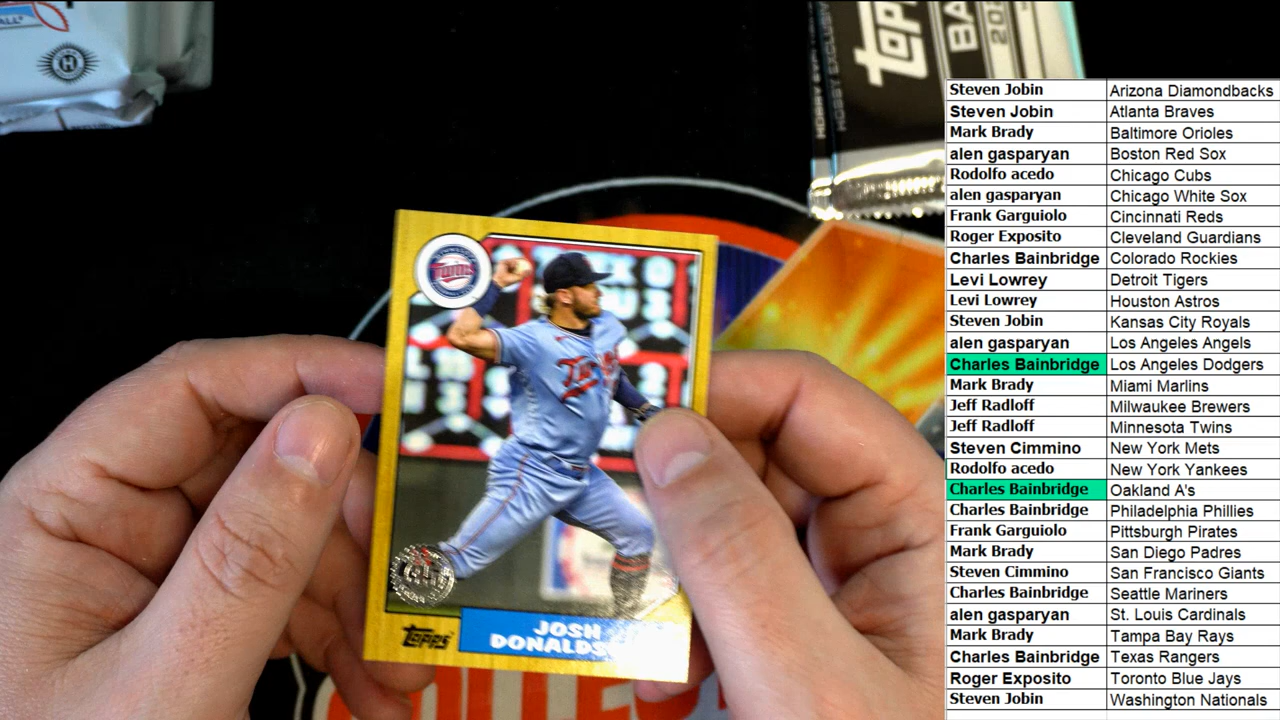 TOPPS
BA
202
HOBBY EXCLUSIV
Twins
TOPPS
JOSH
DONALDS
Steven Jobin Arizona Diamondbacks
Steven Jobin Atlanta Braves
Mark Brady Baltimore Orioles
alen gasparyan Boston Red Sox
Rodolfo acedo Chicago Cubs
alen gasparyan Chicago White Sox
Frank Garguiolo Cincinnati Reds
Roger Exposito Cleveland Guardians
Charles Bainbridge Colorado Rockies
Levi Lowrey Detroit Tigers
Levi Lowrey Houston Astros
Steven Jobin Kansas City Royals
alen gasparyan Los Angeles Angels
Charles Bainbridge Los Angeles Dodgers
Mark Brady Miami Marlins
Jeff Radloff Milwaukee Brewers
Jeff Radloff Minnesota Twins
Steven Cimmino New York Mets
Rodolfo acedo New York Yankees
Charles Bainbridge Oakland A's
Charles Bainbridge Philadelphia Phillies
Frank Garguiolo Pittsburgh Pirates
Mark Brady San Diego Padres
Steven Cimmino San Francisco Giants
Charles Bainbridge Seattle Mariners
alen gasparyan St. Louis Cardinals
Mark Brady Tampa Bay Rays
Charles Bainbridge Texas Rangers
Roger Exposito Toronto Blue Jays
Steven Jobin Washington Nationals